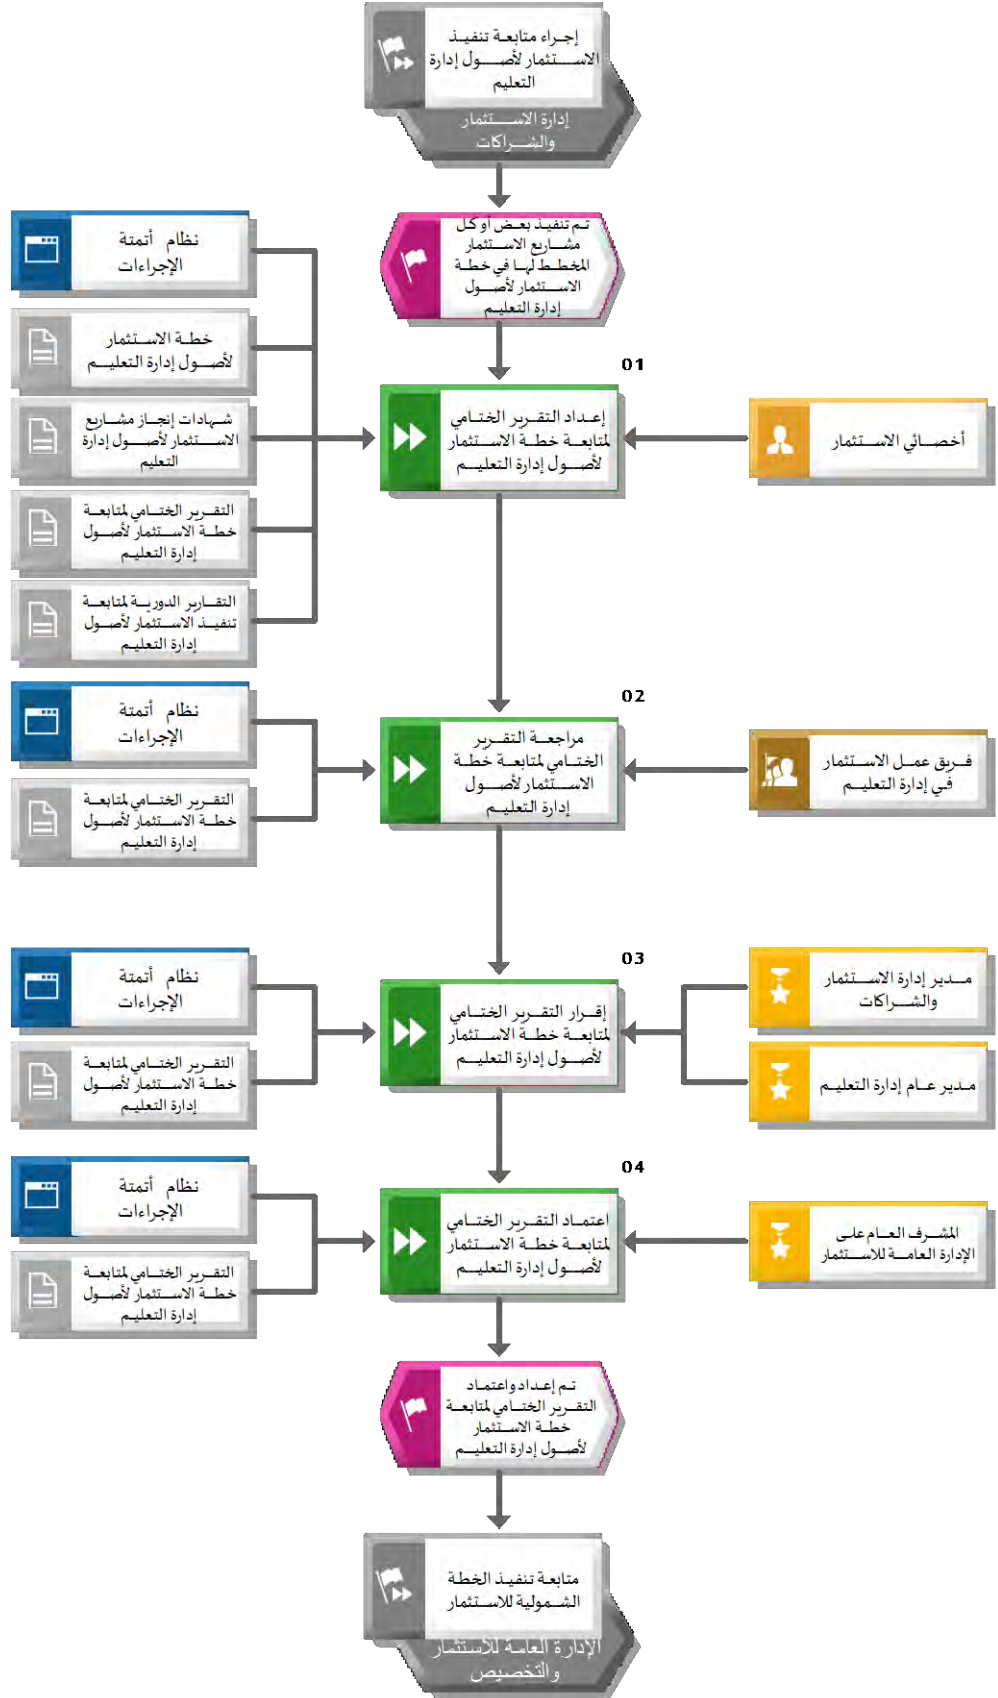 إجراء متابعة تنفيذ
الاستثمار لأصول إدارة
التعليم
إدارة الاستثمار
والشراكات
تم تنفيذ بعض أو كل
مشاريع الاستثمار
المخطط لها في خطة
الاستثمار لأصول
إدارة التعليم
نظام أتمتة
الإجراءات
خطة الاستثمار
لأصول إدارة التعليم
شهادات إنجاز مشاريع
الاستثمار لأصول إدارة
التعليم
التقرير الختامي لمتابعة
خطة الاستثمار لأصول
إدارة التعليم
التقارير الدورية لمتابعة
تنفيذ الاستثمار لأصول
إدارة التعليم
01
إعداد التقرير الختامي
لمتابعة خطة الاستثمار
لأصول إدارة التعليم
أخصائي الاستثمار
02
مراجعة التقرير
الختامي لمتابعة خطة
الاستثمار لأصول
إدارة التعليم
فريق عمل الاستثمار
في إدارة التعليم
نظام أتمتة
الإجراءات
التقرير الختامي لمتابعة
خطة الاستثمار لأصول
إدارة التعليم
03
إقرار التقرير الختامي
لمتابعة خطة الاستثمار
لأصول إدارة التعليم
مدير إدارة الاستثمار
والشراكات
مدير عام إدارة التعليم
نظام أتمتة
الإجراءات
التقرير الختامي لمتابعة
خطة الاستثمار لأصول
إدارة التعليم
04
اعتماد التقرير الختامي
لمتابعة خطة الاستثمار
لأصول إدارة التعليم
المشرف العام على
الإدارة العامة للاستثمار
نظام أتمتة
الإجراءات
التقرير الختامي لمتابعة
خطة الاستثمار لأصول
إدارة التعليم
تم إعداد واعتماد
التقرير الختامي لمتابعة
خطة الاستثمار
لأصول إدارة التعليم
متابعة تنفيذ الخطة
الشمولية للاستثمار
الإدارة العامة للاستثمار
والتخصيص